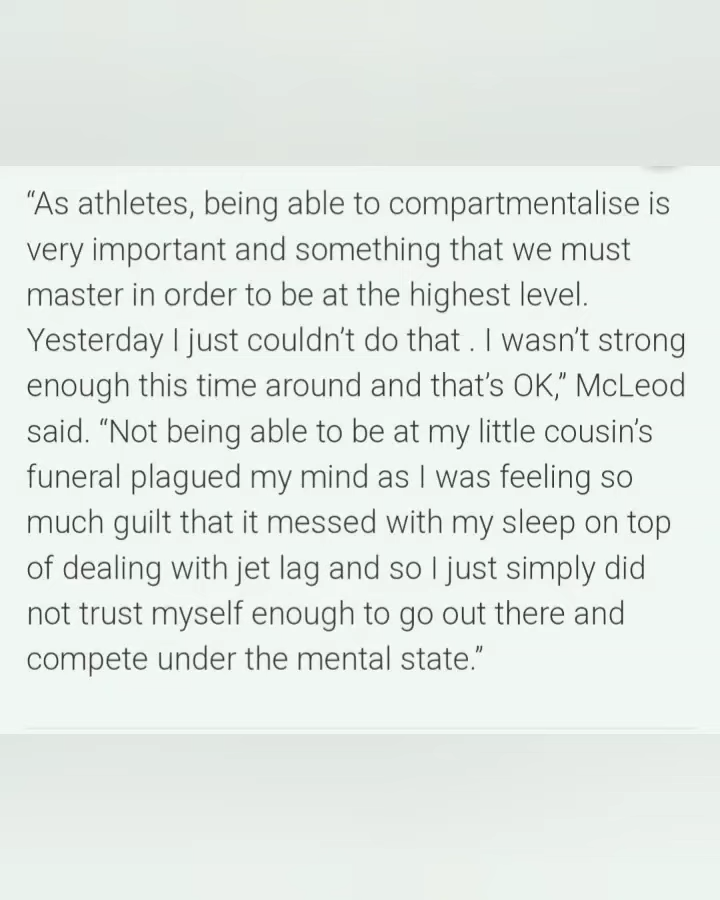 “As athletes, being able to compartmentalise is
very important and something that we must
master in order to be at the highest level.
Yesterday I just couldn’t do that . I wasn’t strong
enough this time around and that’s OK,” McLeod
said. “Not being able to be at my little cousin’s
funeral plagued my mind as I was feeling so
much guilt that it messed with my sleep on top
of dealing with jet lag and so I just simply did
not trust myself enough to go out there and
compete under the mental state.”